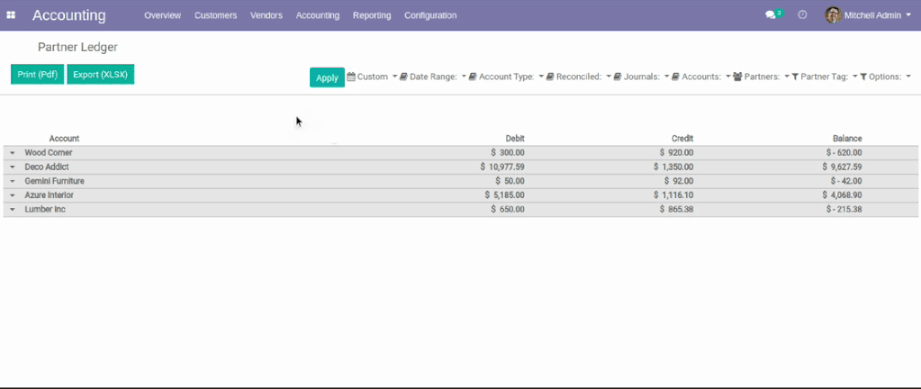 Accounting Overview Customers Vendors Accounting Reporting Configuration 3 Mitchell Admin
Partner Ledger
Print (Pdf) Export (XLSX) Apply Custom Date Range: Account Type: Reconciled: Journals: Accounts: Partners: Partner Tag: Options:
Account Debit Credit Balance
Wood Corner $ 300.00 $ 920.00 $ - 620.00
Deco Addict $ 10,977.59 $ 1,350.00 $ 9,627.59
Gemini Furniture $ 50.00 $ 92.00 $ - 42.00
Azure Interior $ 5,185.00 $ 1,116.10 $ 4,068.90
Lumber Inc $ 650.00 $ 865.38 $ - 215.38